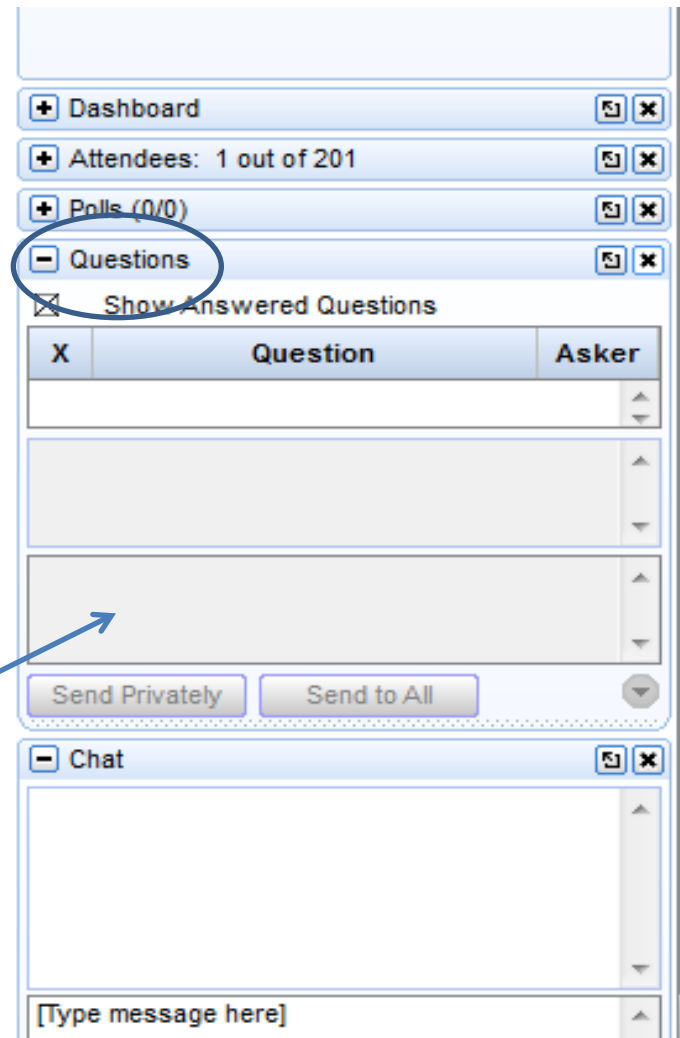 Dashboard
Attendees: 1 out of 201
Polls (0/0)
Questions
Show Answered Questions
X Question Asker
Send Privately Send to All
Chat
[Type message here]